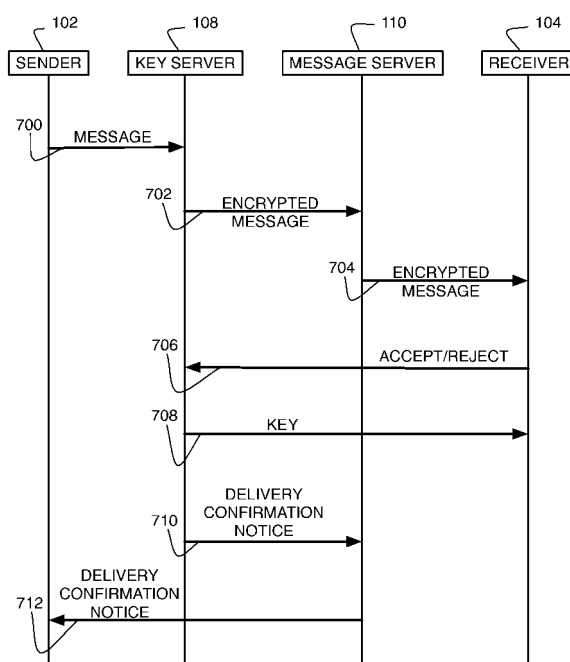 102
108
110
104
SENDER
KEY SERVER
MESSAGE SERVER
RECEIVER
700
MESSAGE
702
ENCRYPTED
MESSAGE
704
ENCRYPTED
MESSAGE
706
ACCEPT/REJECT
708
KEY
710
DELIVERY
CONFIRMATION
NOTICE
712
DELIVERY
CONFIRMATION
NOTICE